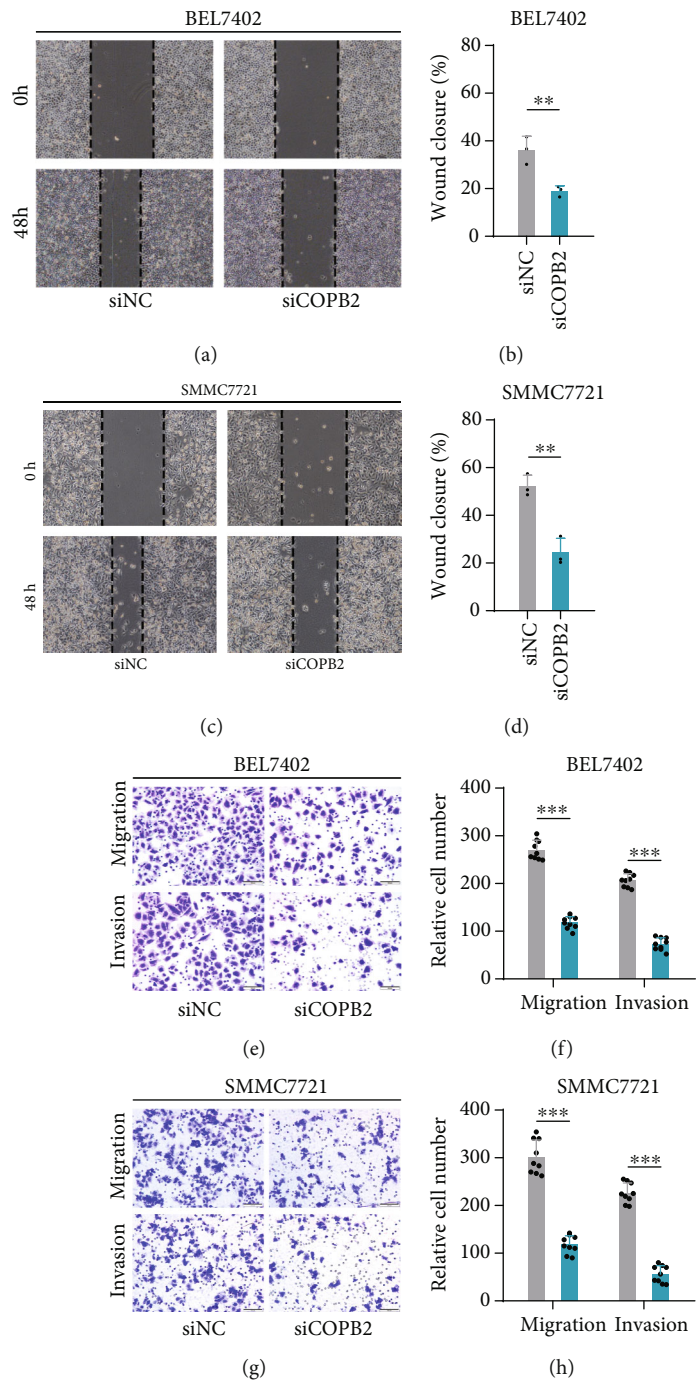 BEL7402
0h
48h
siNC
siCOPB2
(a)
BEL7402
Wound closure (%)
80
60
40
20
0
**
siNC
siCOPB2
(b)
SMMC7721
0 h
48 h
siNC
siCOPB2
(c)
SMMC7721
Wound closure (%)
80
60
40
20
0
**
siNC
siCOPB2
(d)
BEL7402
Migration
Invasion
siNC
siCOPB2
(e)
BEL7402
Relative cell number
400
300
200
100
0
***
***
Migration Invasion
(f)
SMMC7721
Migration
Invasion
siNC
siCOPB2
(g)
SMMC7721
Relative cell number
400
300
200
100
0
***
***
Migration Invasion
(h)